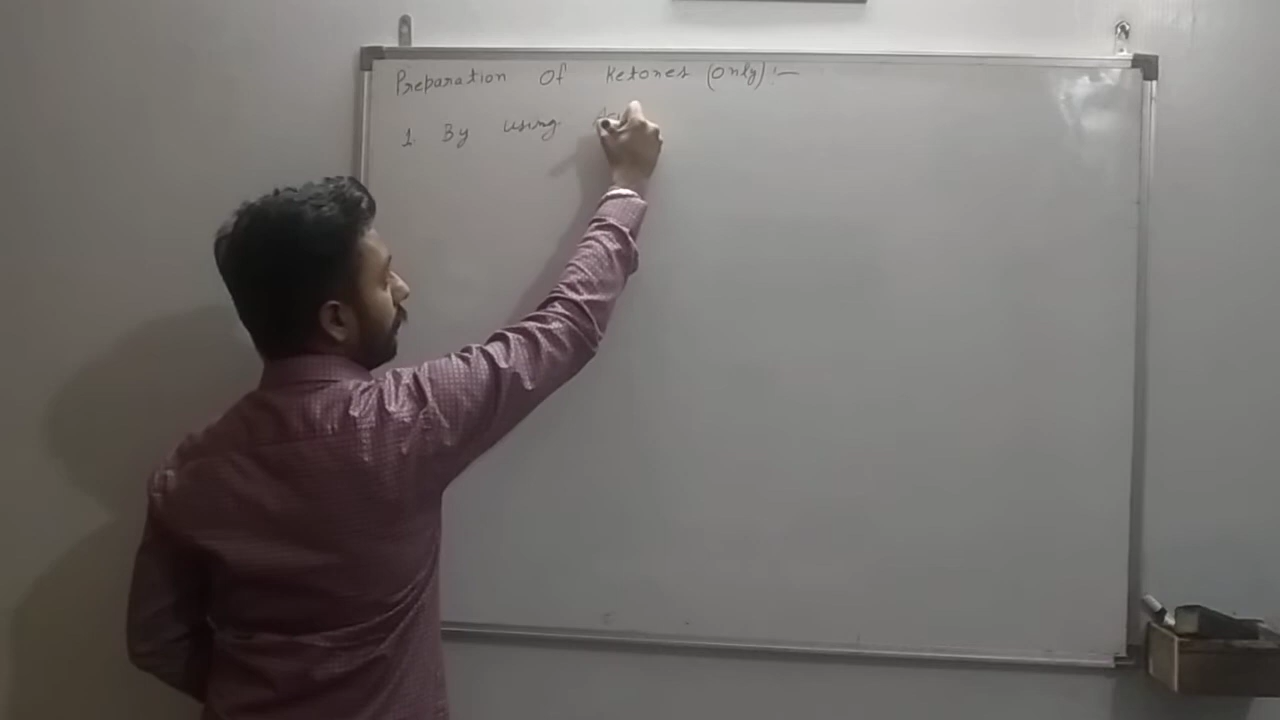 Preparation Of Ketones (Only) :-
1. By using